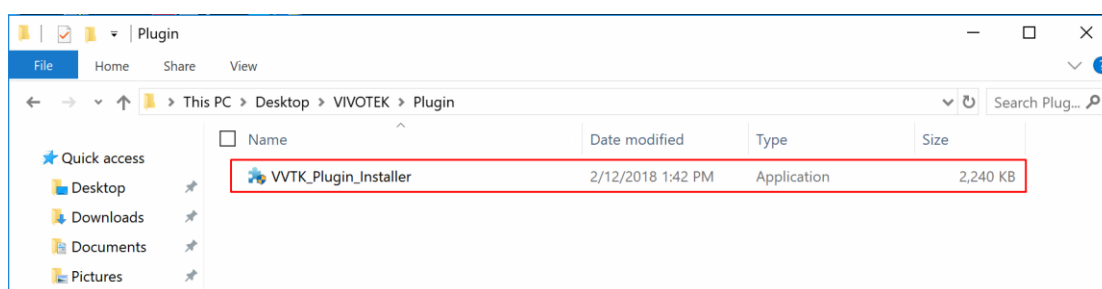 Plugin
File Home Share View
This PC > Desktop > VIVOTEK > Plugin Search Plug...
Name Date modified Type Size
Quick access
VVTK_Plugin_Installer 2/12/2018 1:42 PM Application 2,240 KB
Desktop
Downloads
Documents
Pictures